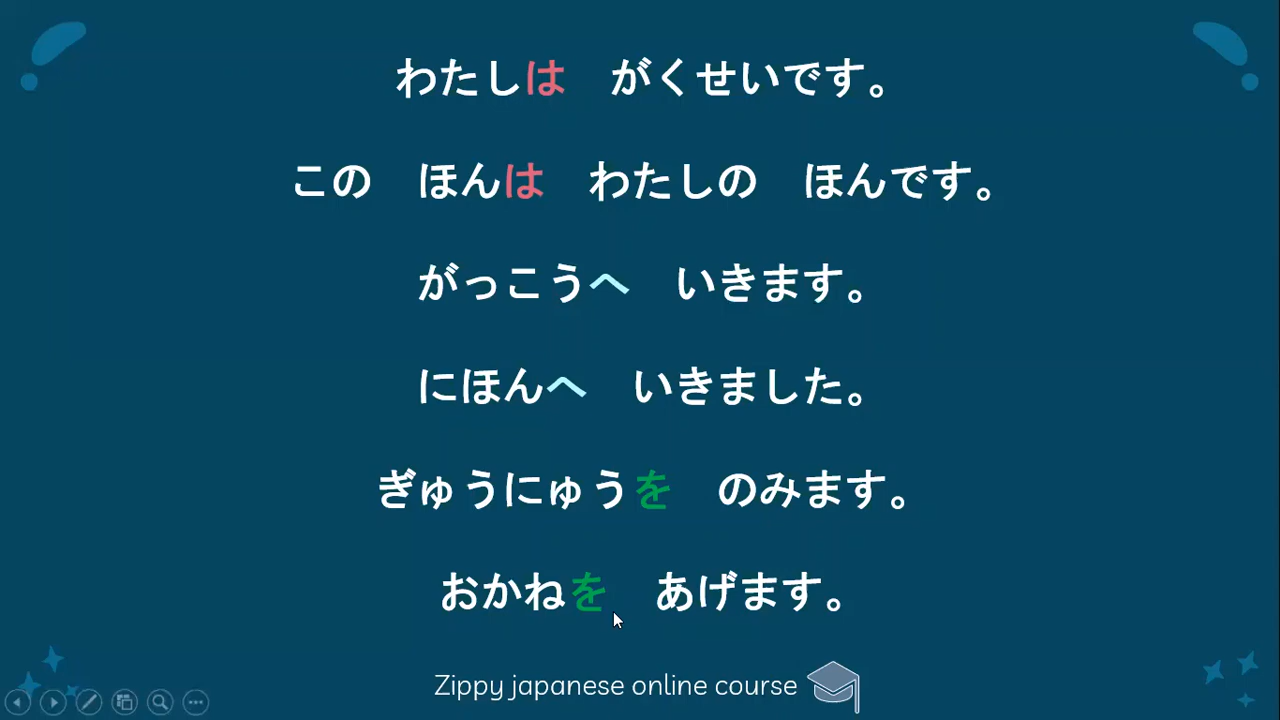 わたしは　がくせいです。
この　ほんは　わたしの　ほんです。
がっこうへ　いきます。
にほんへ　いきました。
ぎゅうにゅうを　のみます。
おかねを　あげます。
Zippy japanese online course